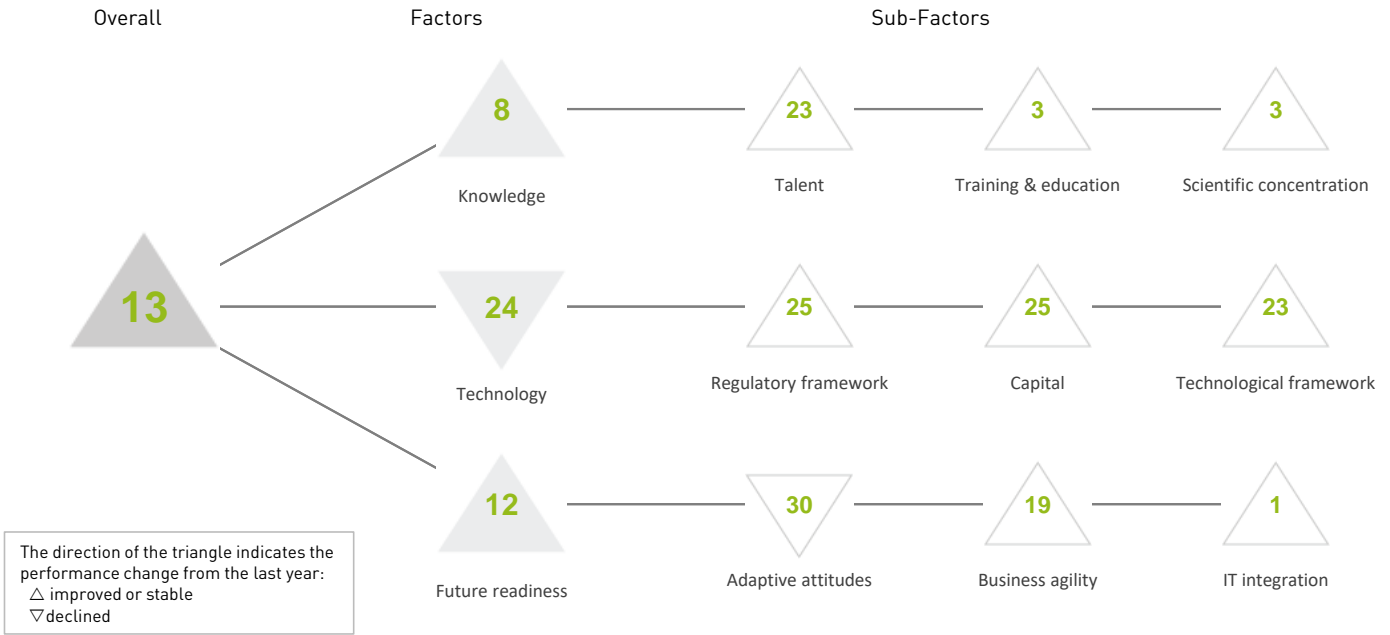 Overall
Factors
Sub-Factors
8
23
3
3
Knowledge
Talent
Training & education
Scientific concentration
13
24
25
25
23
Technology
Regulatory framework
Capital
Technological framework
12
30
19
1
Future readiness
Adaptive attitudes
Business agility
IT integration
The direction of the triangle indicates the
performance change from the last year:
△ improved or stable
▽declined